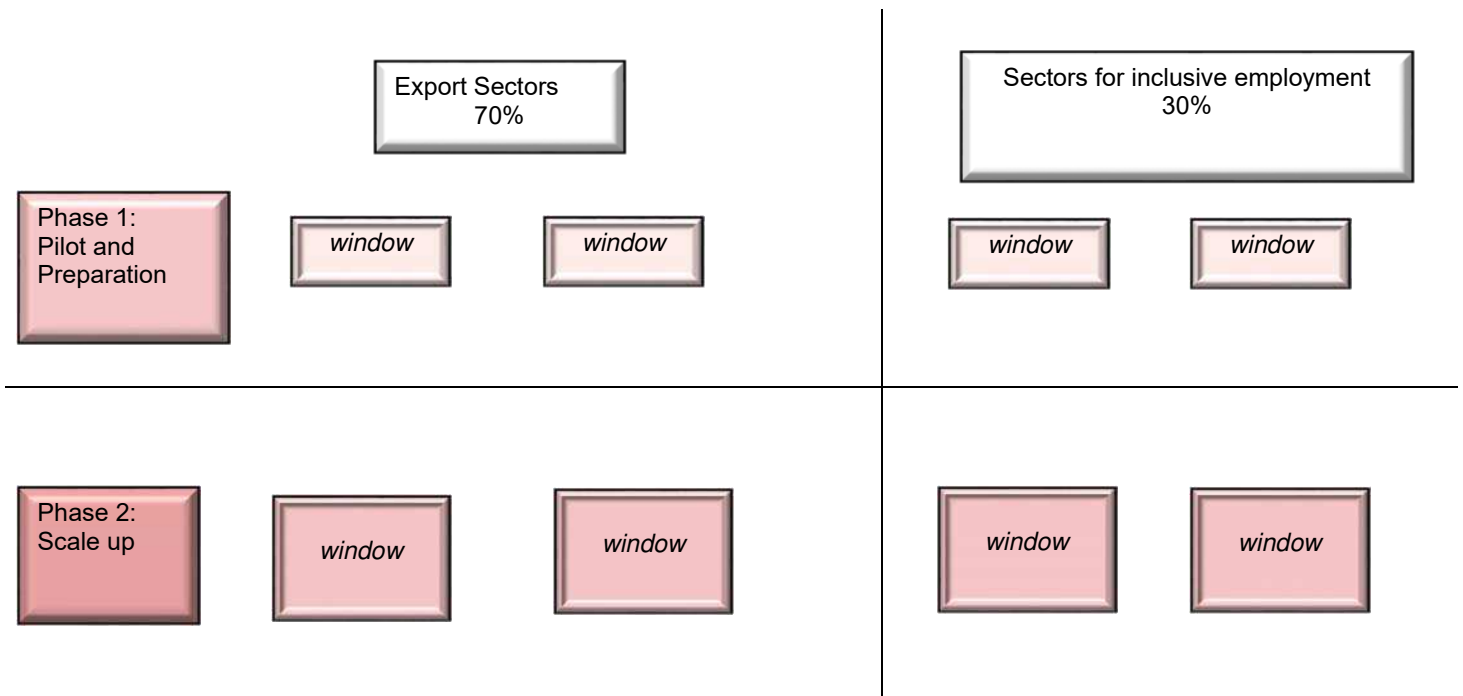 Export Sectors
70%
Sectors for inclusive employment
30%
Phase 1:
Pilot and
Preparation
window
window
window
window
Phase 2:
Scale up
window
window
window
window